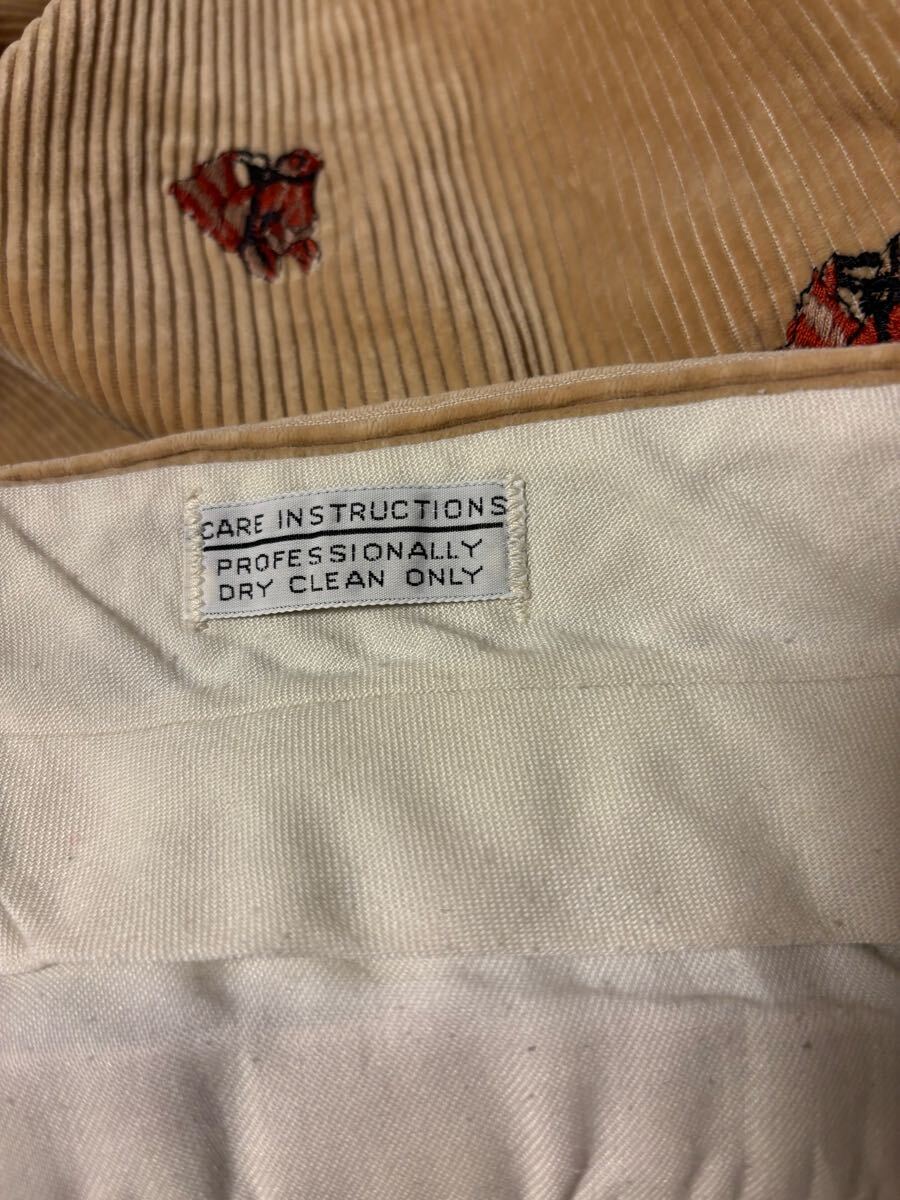 CARE INSTRUCTIONS
PROFESSIONALLY
DRY CLEAN ONLY